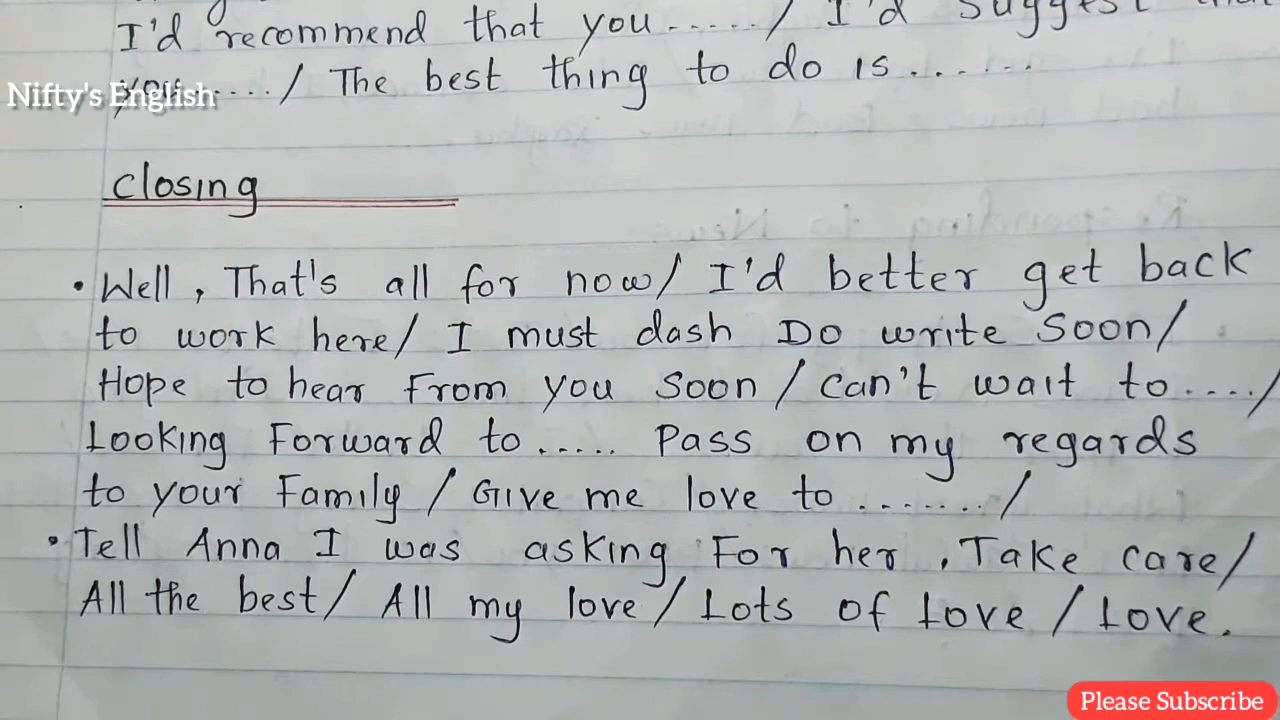 I'd recommend that you...../ I'd suggest that
you...../ The best thing to do is.......
Nifty's English
closing
• Well, That's all for now/ I'd better get back
to work here/ I must dash Do write soon/
Hope to hear From you soon / can't wait to..../
Looking Forward to..... Pass on my regards
to your Family / Give me love to ......./
• Tell Anna I was asking For her, Take care/
All the best/ All my love / Lots of Love / Love.
Please Subscribe